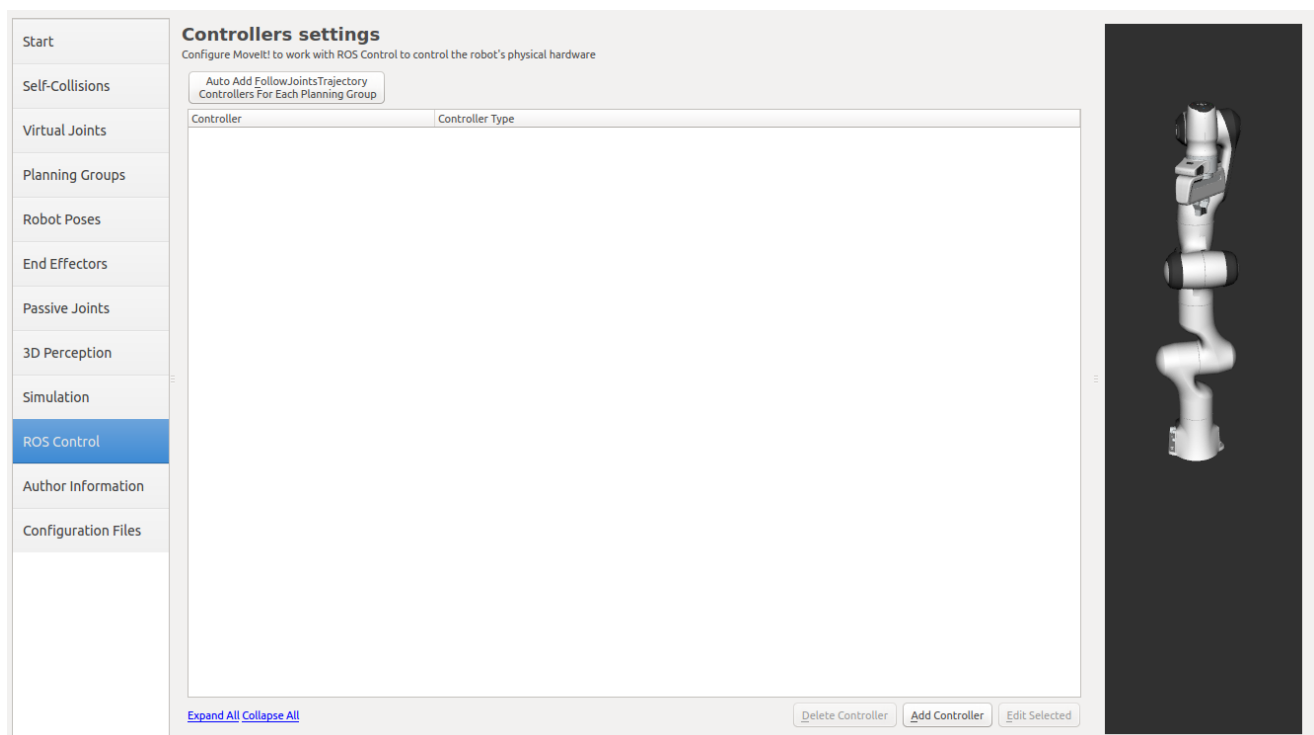 Start
Self-Collisions
Virtual Joints
Planning Groups
Robot Poses
End Effectors
Passive Joints
3D Perception
Simulation
ROS Control
Author Information
Configuration Files
Controllers settings
Configure MoveIt! to work with ROS Control to control the robot's physical hardware
Auto Add FollowJointsTrajectory
Controllers For Each Planning Group
Controller Controller Type
Expand All Collapse All Delete Controller Add Controller Edit Selected